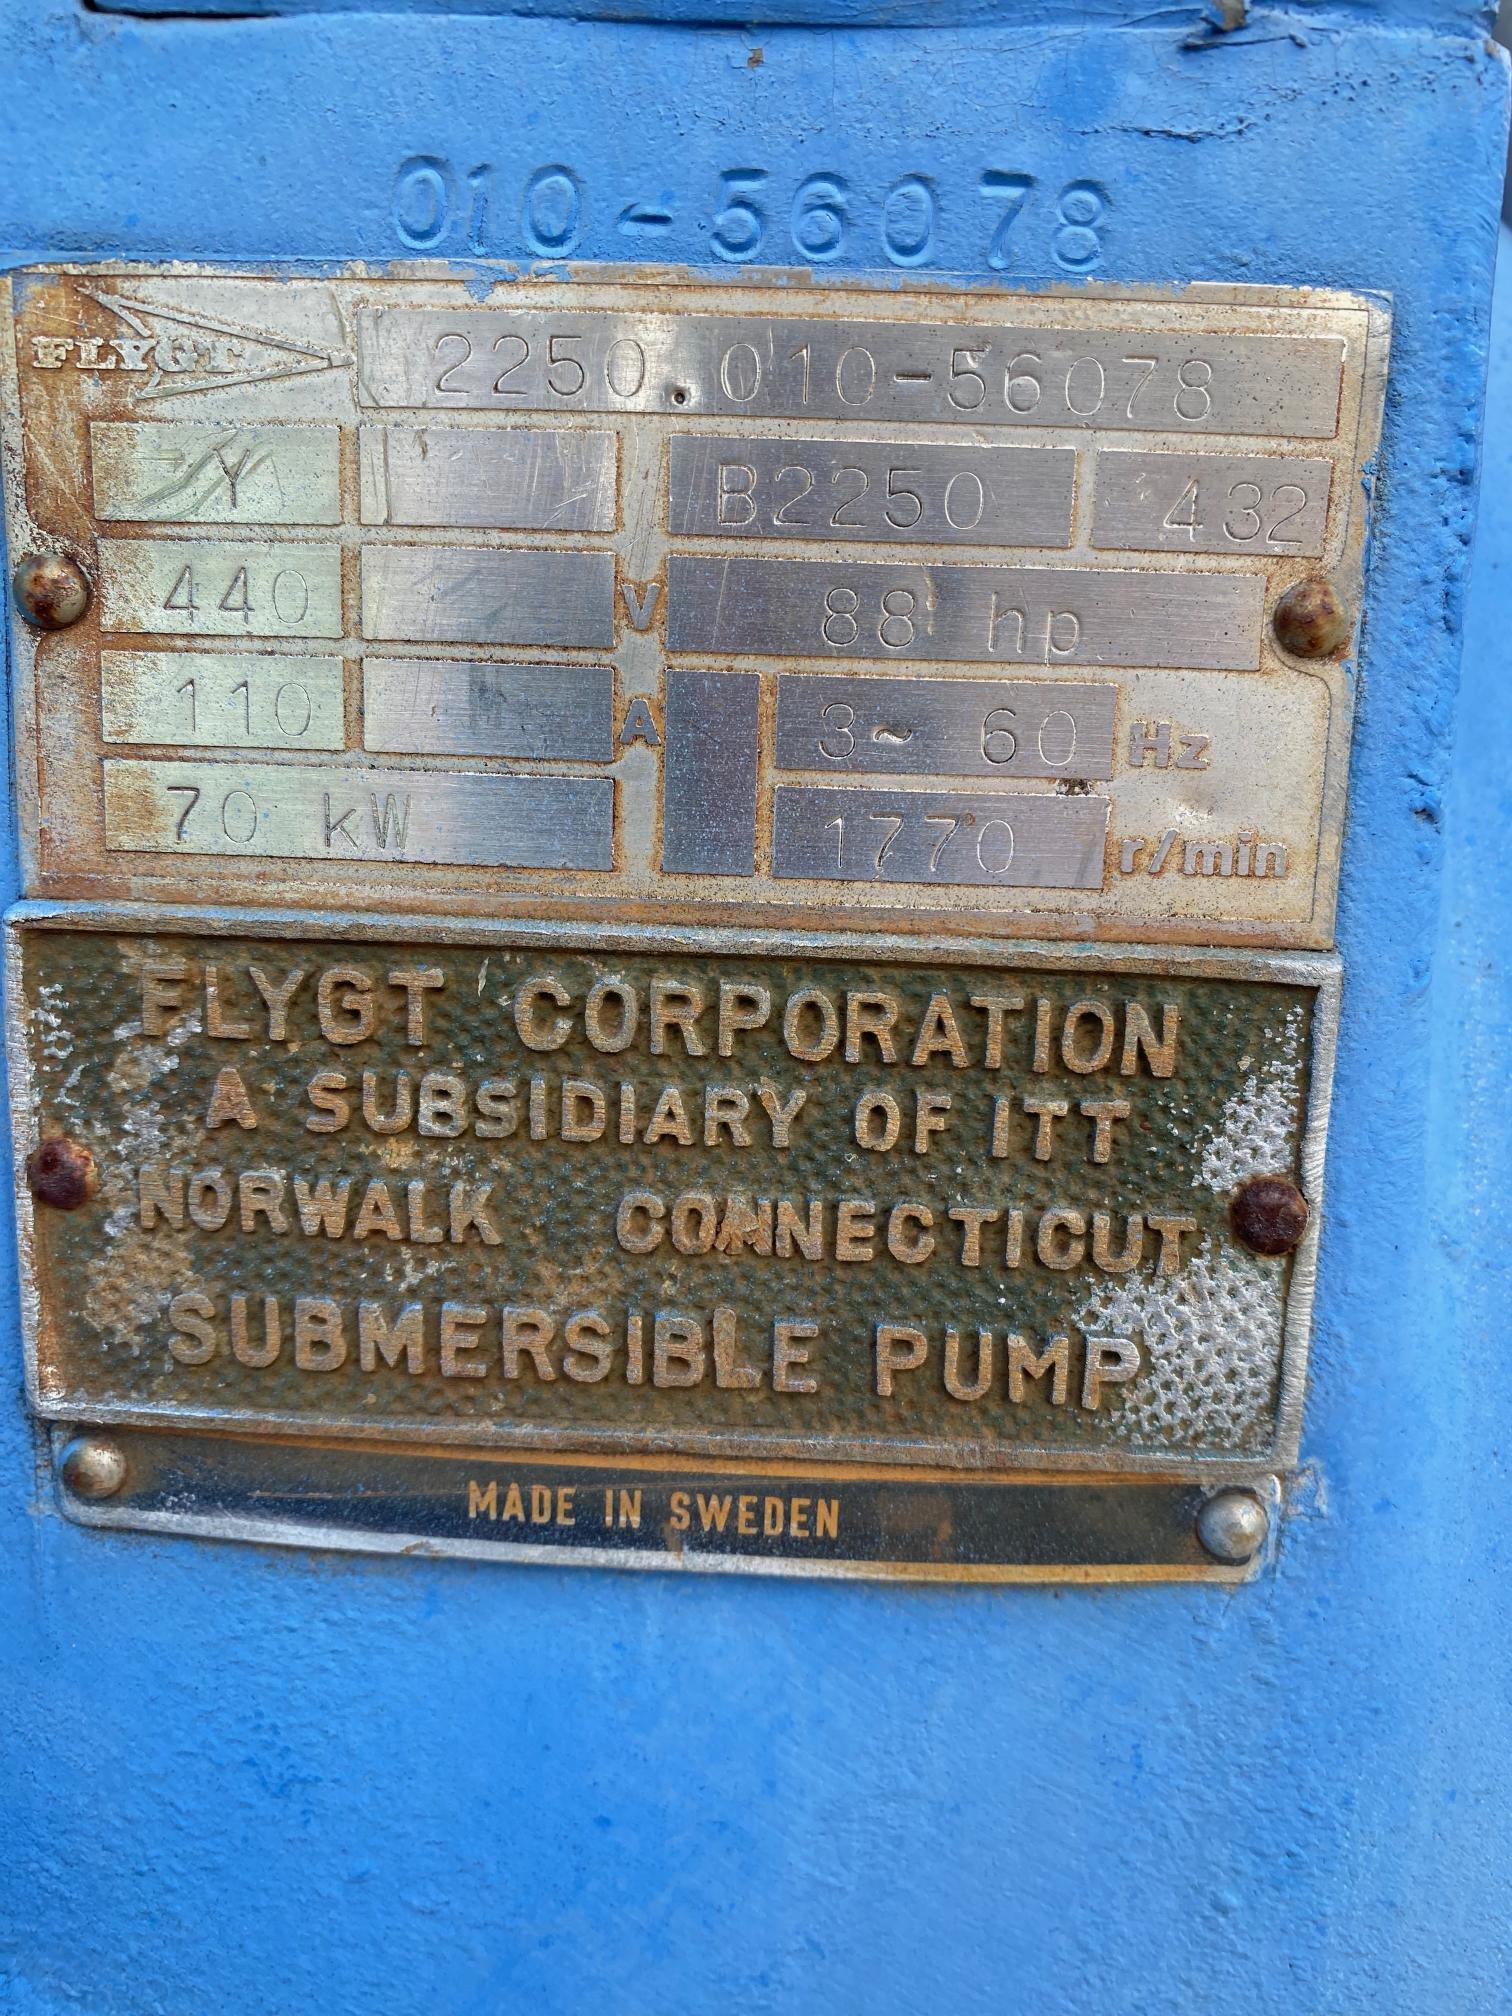 010-56078
FLYGT 2250.010-56078
Y B2250 432
440 V 88 hp
110 A 3~ 60 Hz
70 kW 1770 r/min
FLYGT CORPORATION
A SUBSIDIARY OF ITT
NORWALK CONNECTICUT
SUBMERSIBLE PUMP
MADE IN SWEDEN